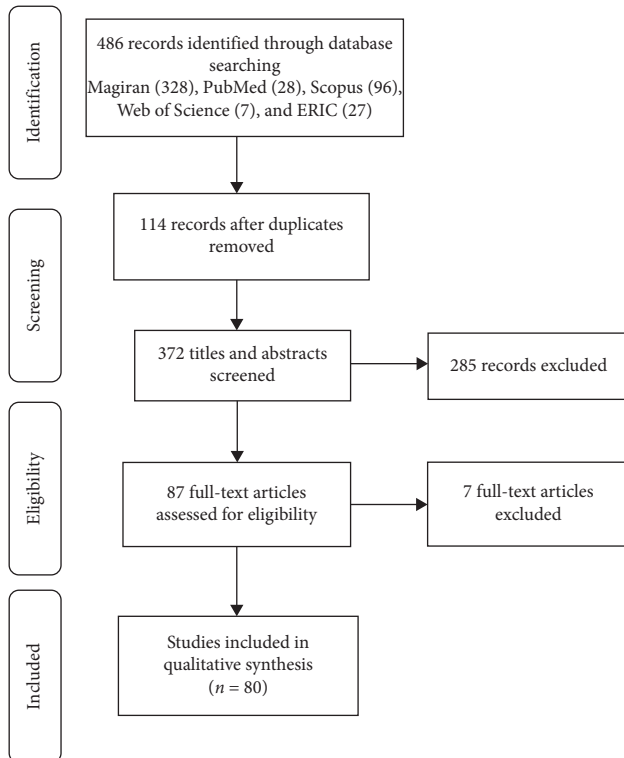 Identification
486 records identified through database
searching
Magiran (328), PubMed (28), Scopus (96),
Web of Science (7), and ERIC (27)
Screening
114 records after duplicates
removed
372 titles and abstracts
screened
285 records excluded
Eligibility
87 full-text articles
assessed for eligibility
7 full-text articles
excluded
Included
Studies included in
qualitative synthesis
(n = 80)